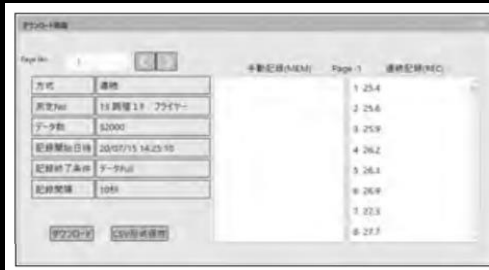 ダウンロード画面
Page No. 1 < >
手動記録(MEM) Page-1 連続記録(REC)
方式 連続
測定No
データ数 52000
記録開始日時 20/07/15 14:25:10
記録終了条件 データFull
記録間隔 10秒
1 25.4
2 25.6
3 25.9
4 26.2
5
6 26.9
7 27.3
8 27.7
ダウンロード CSV形式保存